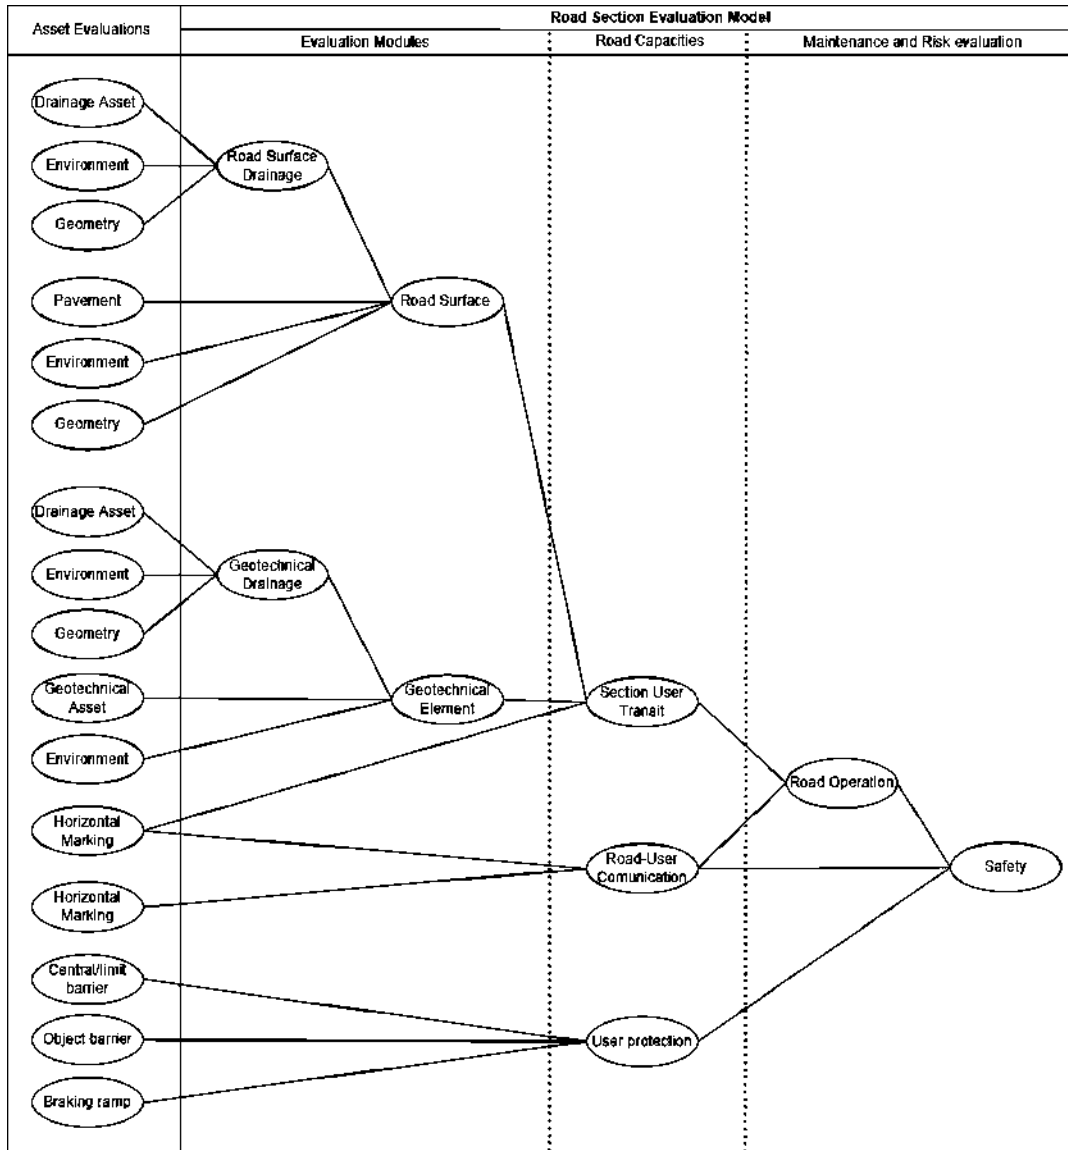 Asset Evaluations
Road Section Evaluation Model
Evaluation Modules
Road Capacities
Maintenance and Risk evaluation
Drainage Asset
Environment
Geometry
Road Surface
Drainage
Pavement
Environment
Geometry
Road Surface
Drainage Asset
Environment
Geometry
Geotechnical
Drainage
Geotechnical
Asset
Environment
Geotechnical
Element
Section User
Transit
Horizontal
Marking
Horizontal
Marking
Road-User
Comunication
Road Operation
Safety
Central/limit
barrier
Object barrier
Braking ramp
User protection